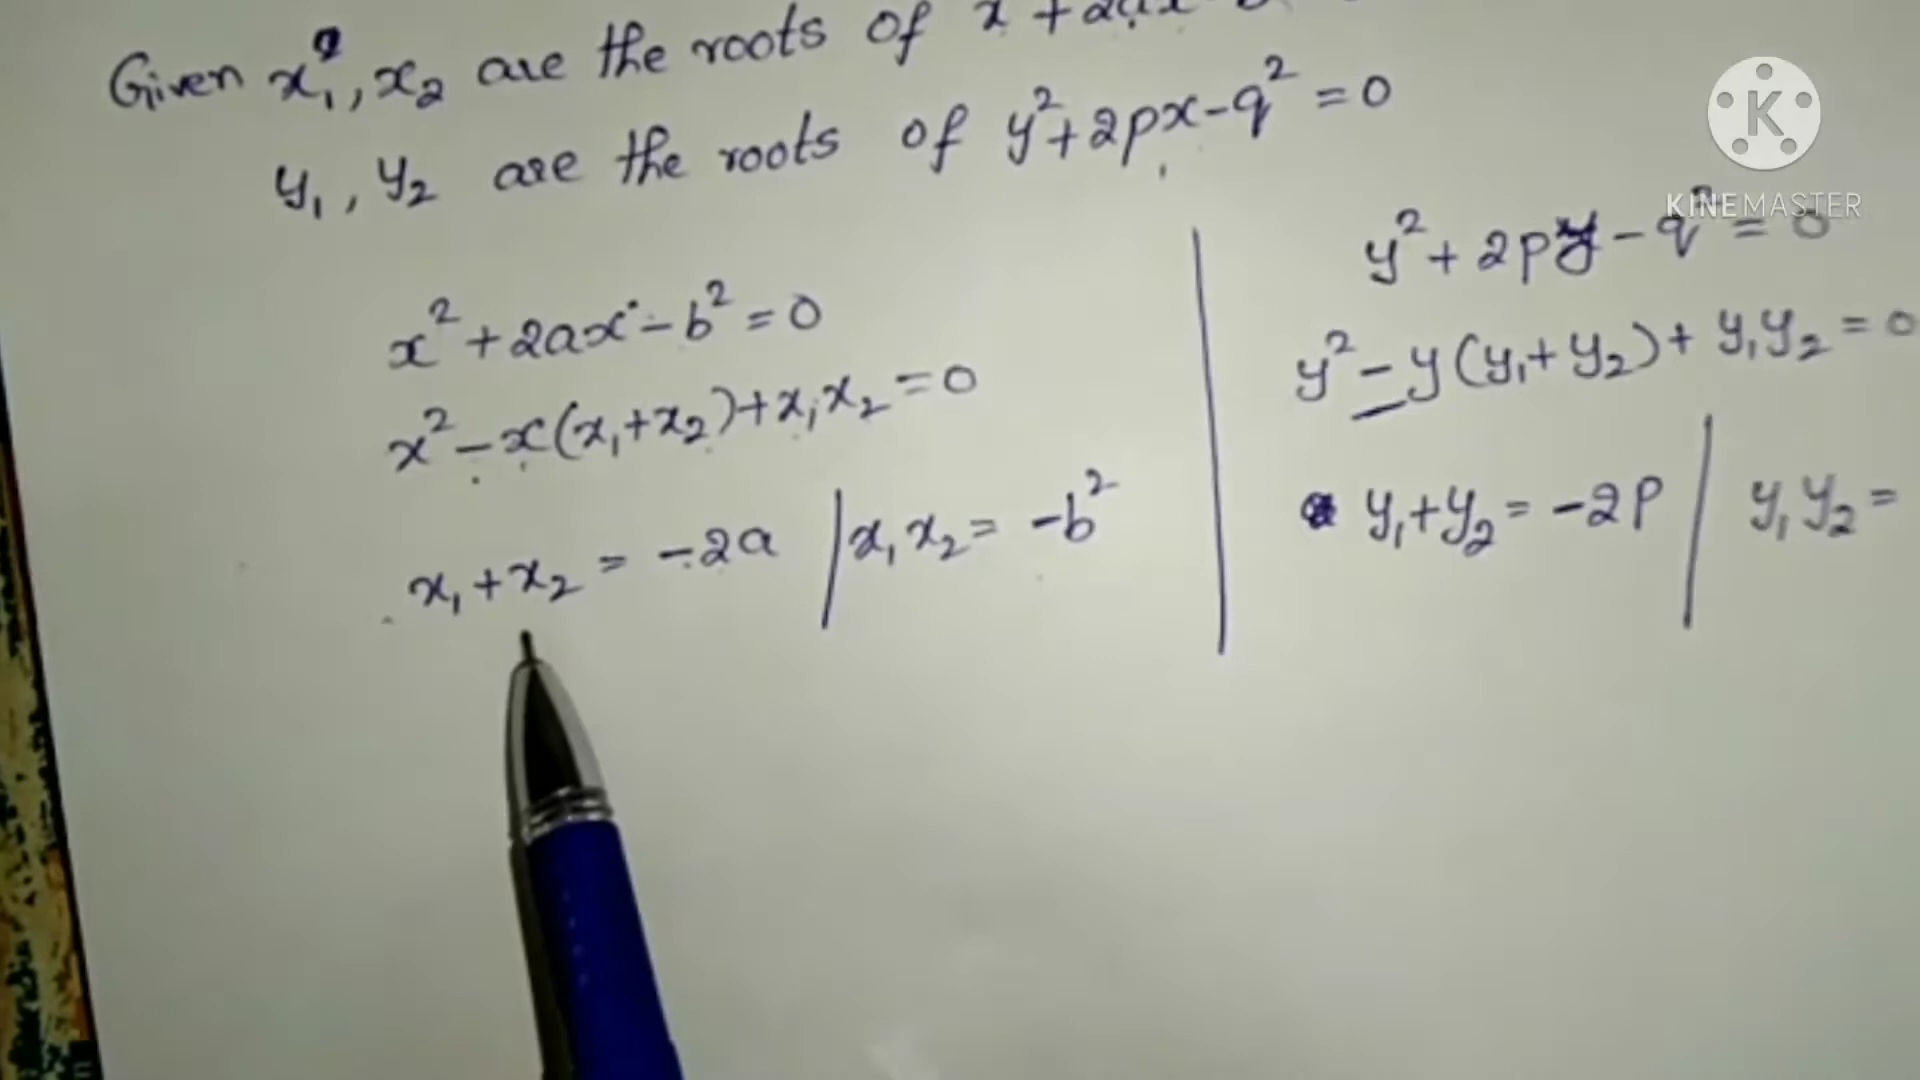 Given x₁, x₂ are the roots of x + 2ax
y₁, y₂ are the roots of y² + 2px - q² = 0
K
KINEMASTER
x² + 2ax - b² = 0
x² - x(x₁+x₂) + x₁x₂ = 0
x₁ + x₂ = -2a | x₁x₂ = -b²
y² + 2py - q² = 0
y² - y(y₁+y₂) + y₁y₂ = 0
y₁+y₂ = -2p | y₁y₂ =